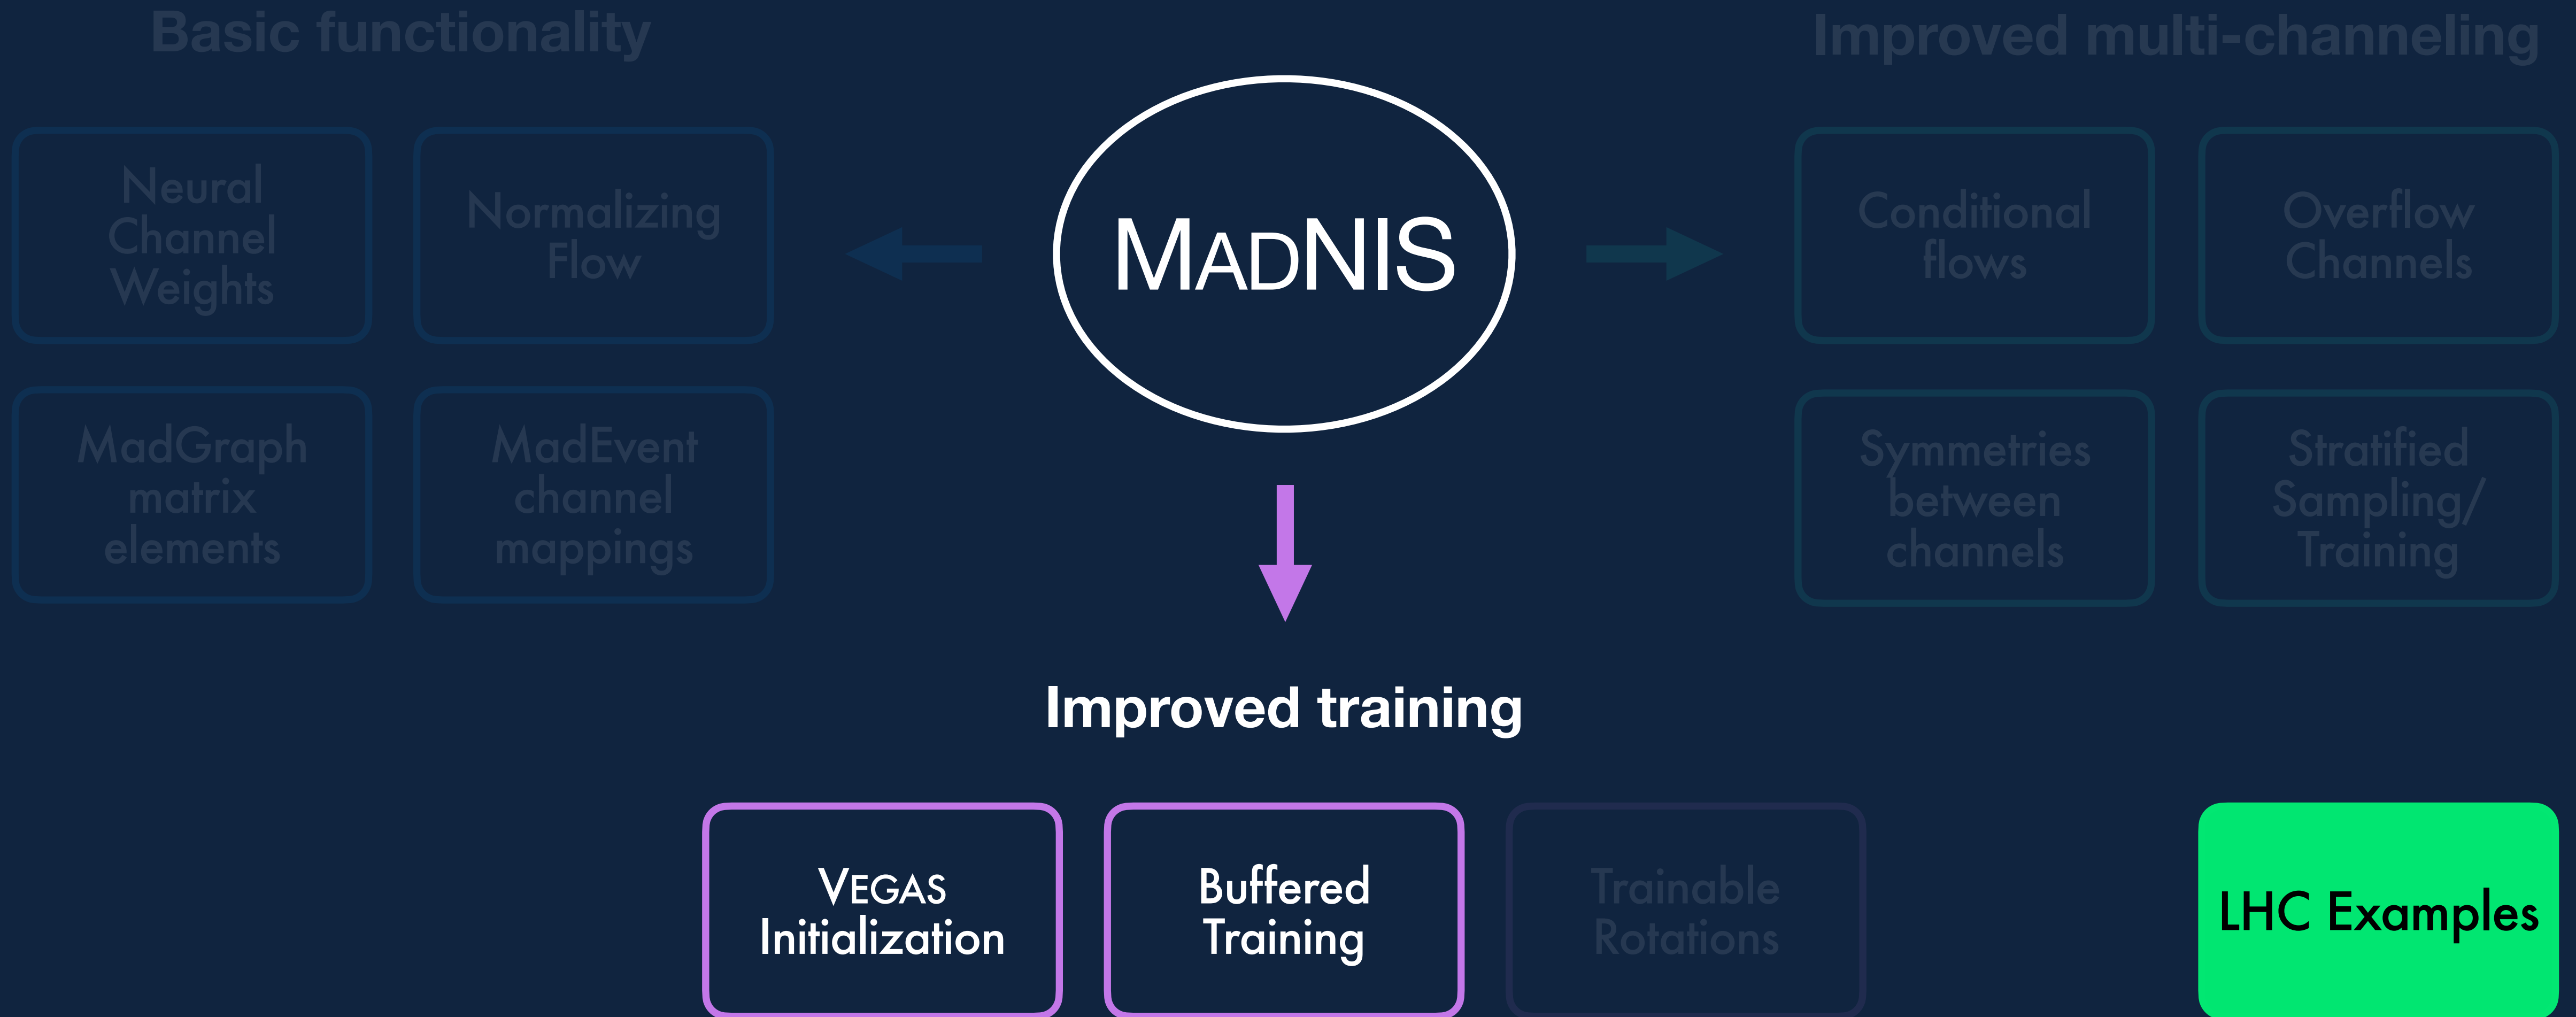 Basic functionality
Improved multi-channeling
Neural
Channel
Weights
Normalizing
Flow
MADNIS
Conditional
flows
Overflow
Channels
MadGraph
matrix
elements
MadEvent
channel
mappings
Symmetries
between
channels
Stratified
Sampling/
Training
Improved training
VEGAS
Initialization
Buffered
Training
Trainable
Rotations
LHC Examples